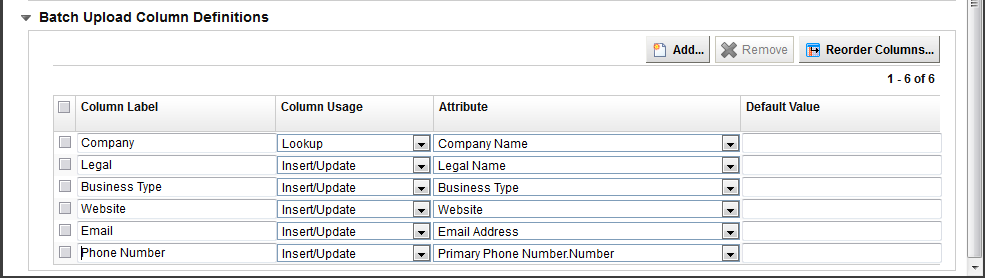 Batch Upload Column Definitions
Add... Remove Reorder Columns...
1 - 6 of 6
Column Label Column Usage Attribute Default Value
Company Lookup Company Name
Legal Insert/Update Legal Name
Business Type Insert/Update Business Type
Website Insert/Update Website
Email Insert/Update Email Address
Phone Number Insert/Update Primary Phone Number.Number